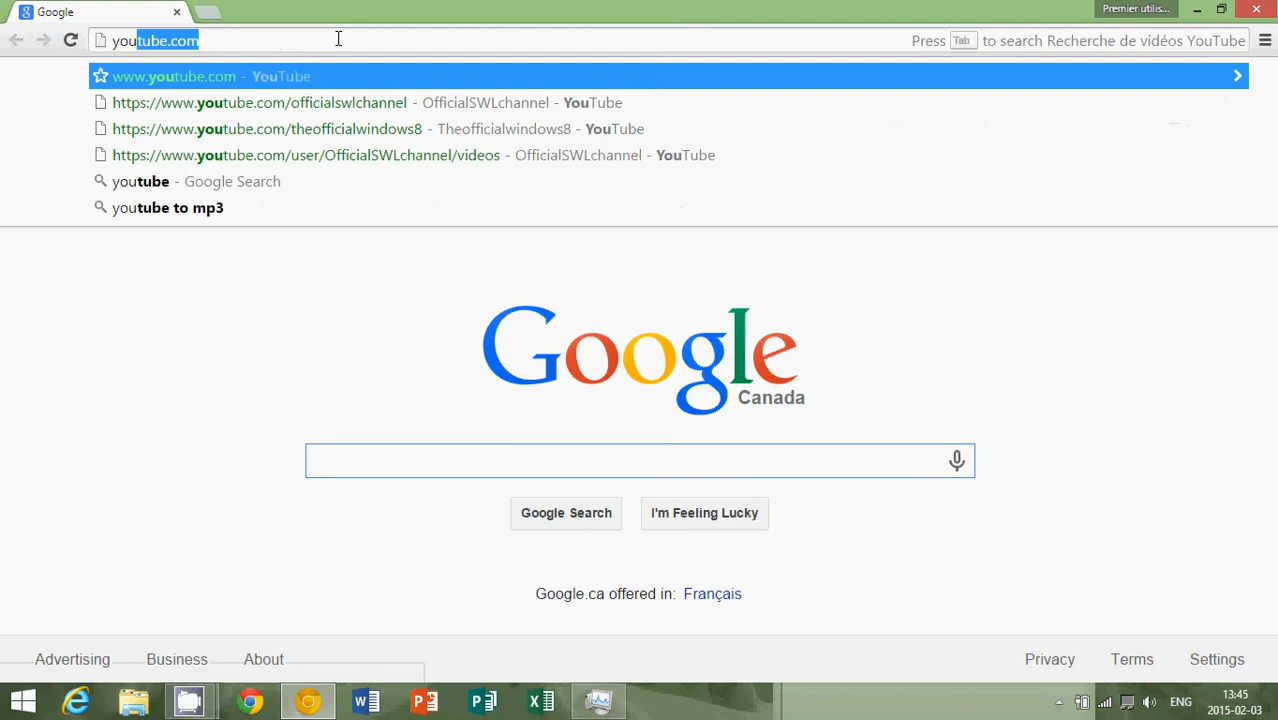 Google
Premier utilis...
youtube.com
Press Tab to search Recherche de vidéos YouTube
www.youtube.com - YouTube
https://www.youtube.com/officialswlchannel - OfficialSWLchannel - YouTube
https://www.youtube.com/theofficialwindows8 - Theofficialwindows8 - YouTube
https://www.youtube.com/user/OfficialSWLchannel/videos - OfficialSWLchannel - YouTube
youtube - Google Search
youtube to mp3
Google
Canada
Google Search
I'm Feeling Lucky
Google.ca offered in: Français
Advertising
Business
About
Privacy
Terms
Settings
ENG
13:45
2015-02-03